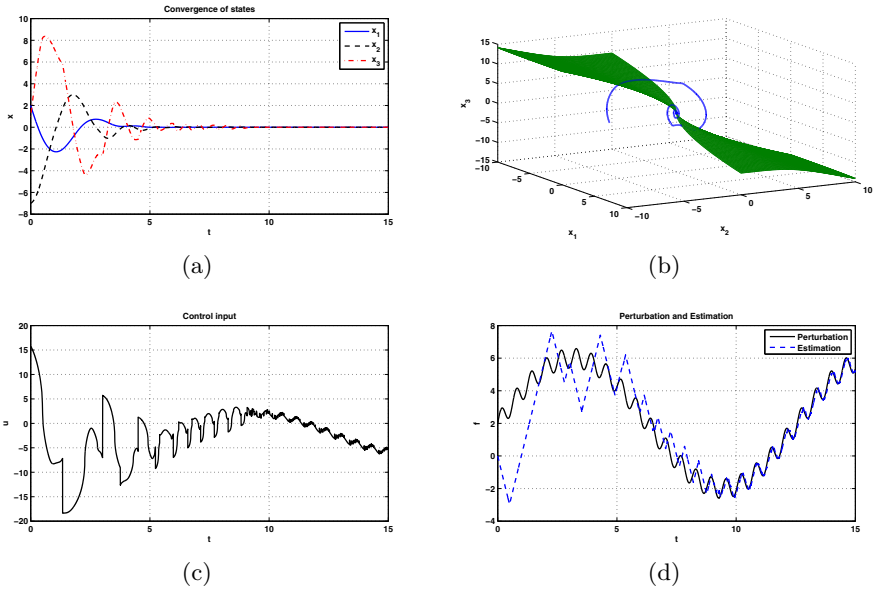 Convergence of states
10
8
6
4
2
0
−2
−4
−6
−8
x
0
5
10
15
t
x1
x2
x3
(a)
15
10
5
0
−5
−10
−15
x3
−10
−5
0
5
10
x1
−10
−5
0
5
10
x2
(b)
Control input
20
15
10
5
0
−5
−10
−15
−20
u
0
5
10
15
t
(c)
Perturbation and Estimation
8
6
4
2
0
−2
−4
f
0
5
10
15
t
Perturbation
Estimation
(d)